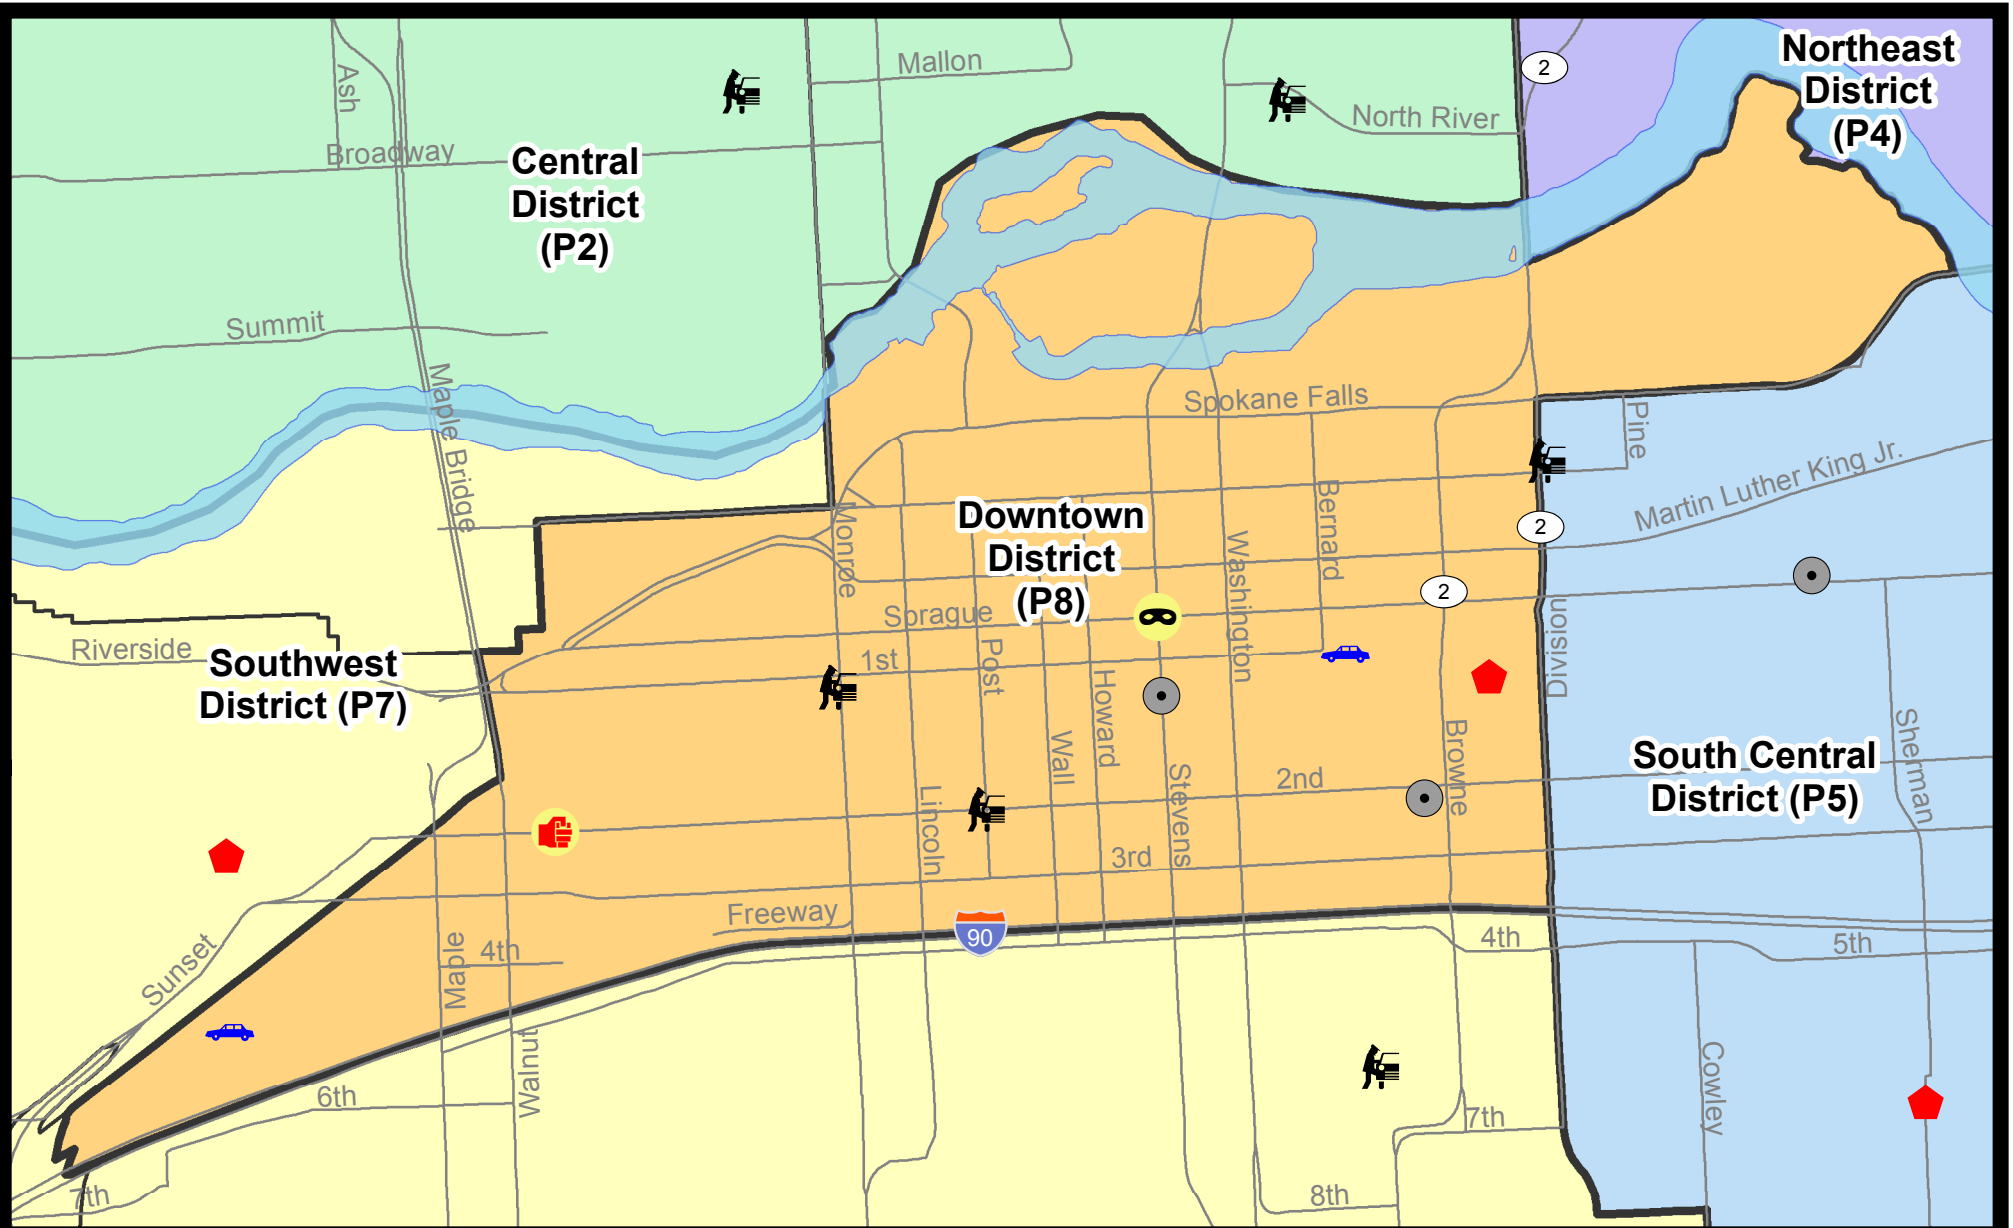 Northeast
District
(P4)
2
Mallon
Ash
North River
Broadway
Central
District
(P2)
Summit
Maple Bridge
Spokane Falls
Pine
Martin Luther King Jr.
Bernard
Monroe
Downtown
District
(P8)
2
Washington
2
Sprague
Division
Riverside
Southwest
District (P7)
1st
Post
Howard
Wall
Browne
Sherman
South Central
District (P5)
Stevens
2nd
Lincoln
3rd
Freeway
90
4th
5th
Maple
4th
Sunset
Walnut
Cowley
6th
7th
7th
8th